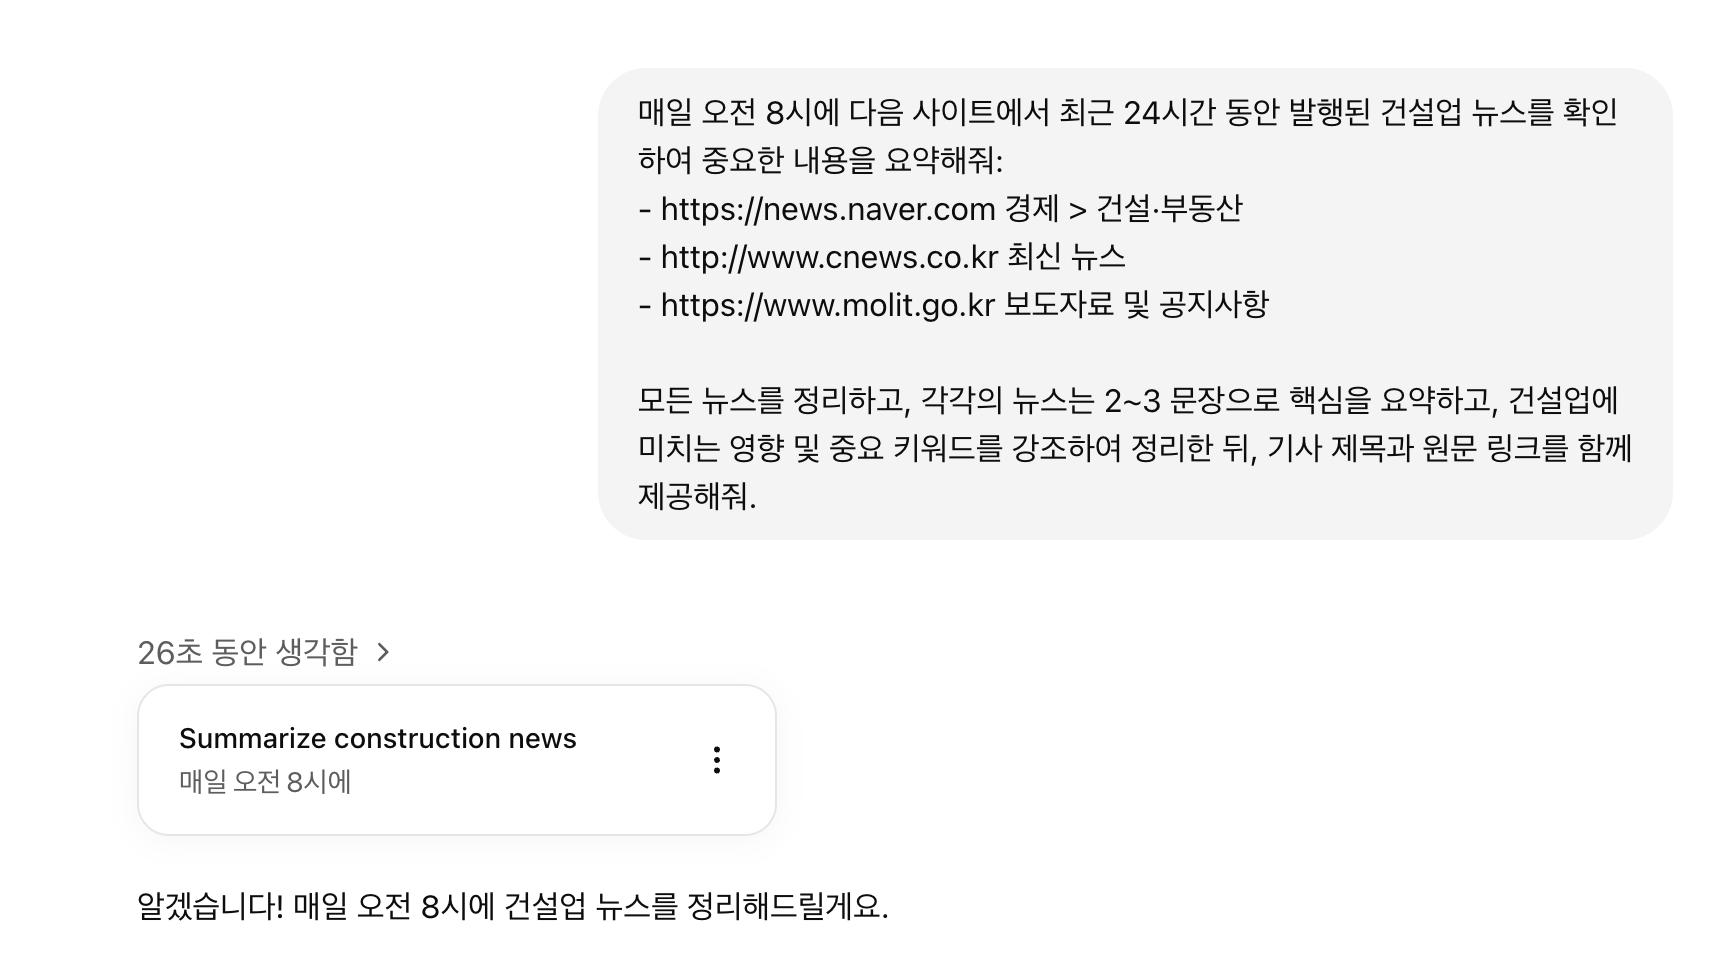 매일 오전 8시에 다음 사이트에서 최근 24시간 동안 발행된 건설업 뉴스를 확인
하여 중요한 내용을 요약해줘:
- https://news.naver.com 경제 > 건설·부동산
- http://www.cnews.co.kr 최신 뉴스
- https://www.molit.go.kr 보도자료 및 공지사항
모든 뉴스를 정리하고, 각각의 뉴스는 2~3 문장으로 핵심을 요약하고, 건설업에
미치는 영향 및 중요 키워드를 강조하여 정리한 뒤, 기사 제목과 원문 링크를 함께
제공해줘.
26초 동안 생각함 >
Summarize construction news
매일 오전 8시에
알겠습니다! 매일 오전 8시에 건설업 뉴스를 정리해드릴게요.